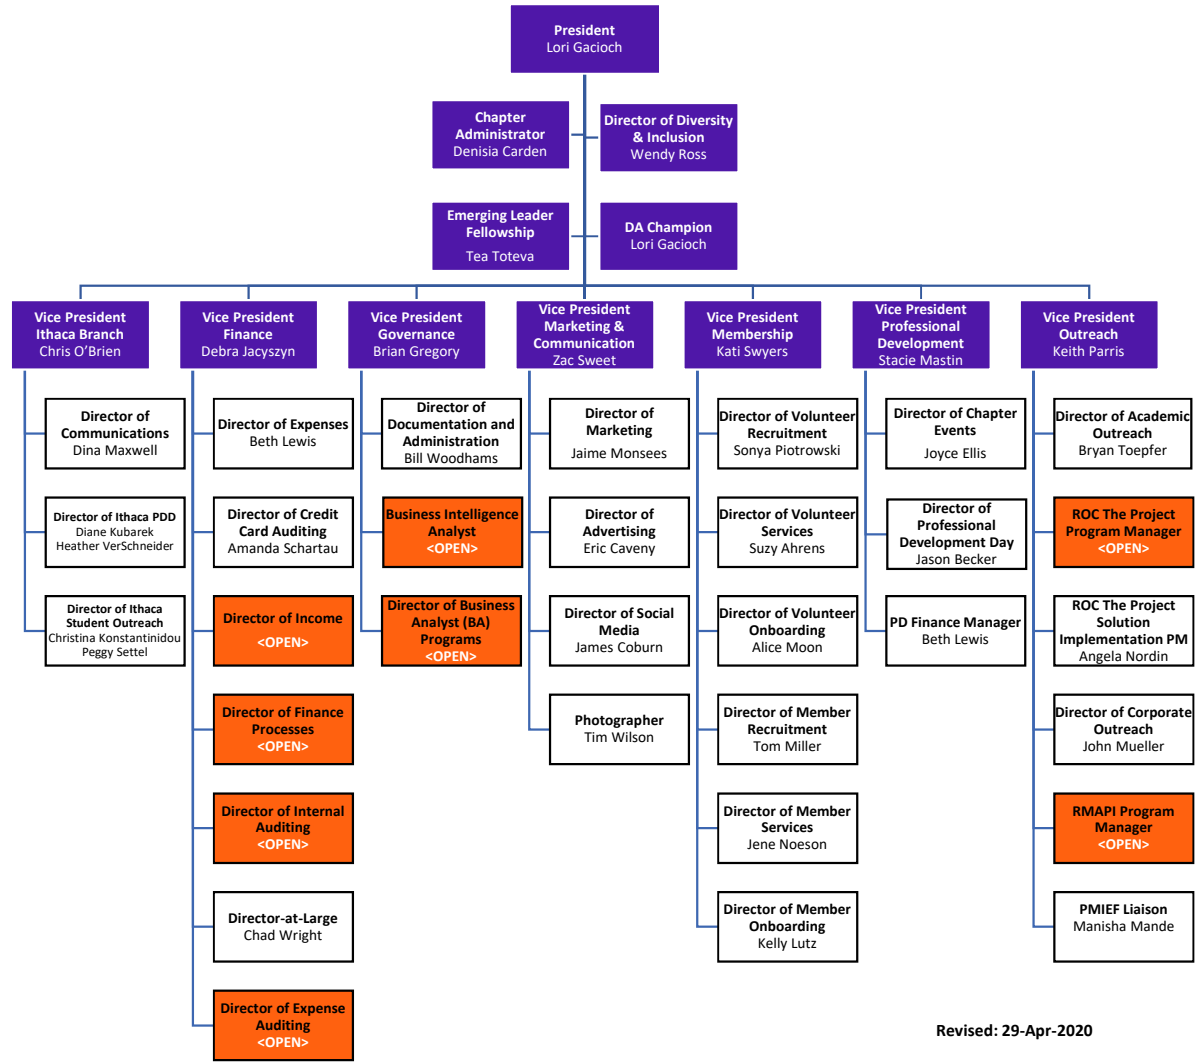 President
Lori Gacioch
Chapter
Administrator
Denisia Carden
Director of Diversity
& Inclusion
Wendy Ross
Emerging Leader
Fellowship
Tea Toteva
DA Champion
Lori Gacioch
Vice President
Ithaca Branch
Chris O’Brien
Director of
Communications
Dina Maxwell
Director of Ithaca PDD
Diane Kubarek
Heather VerSchneider
Director of Ithaca
Student Outreach
Christina Konstantinidou
Peggy Settel
Vice President
Finance
Debra Jacyszyn
Director of Expenses
Beth Lewis
Director of Credit
Card Auditing
Amanda Schartau
Director of Income
<OPEN>
Director of Finance
Processes
<OPEN>
Director of Internal
Auditing
<OPEN>
Director-at-Large
Chad Wright
Director of Expense
Auditing
<OPEN>
Vice President
Governance
Brian Gregory
Director of
Documentation and
Administration
Bill Woodhams
Business Intelligence
Analyst
<OPEN>
Director of Business
Analyst (BA)
Programs
<OPEN>
Vice President
Marketing &
Communication
Zac Sweet
Director of
Marketing
Jaime Monsees
Director of
Advertising
Eric Caveny
Director of Social
Media
James Coburn
Photographer
Tim Wilson
Vice President
Membership
Kati Swyers
Director of Volunteer
Recruitment
Sonya Piotrowski
Director of Volunteer
Services
Suzy Ahrens
Director of Volunteer
Onboarding
Alice Moon
Director of Member
Recruitment
Tom Miller
Director of Member
Services
Jene Noeson
Director of Member
Onboarding
Kelly Lutz
Vice President
Professional
Development
Stacie Mastin
Director of Chapter
Events
Joyce Ellis
Director of
Professional
Development Day
Jason Becker
PD Finance Manager
Beth Lewis
Vice President
Outreach
Keith Parris
Director of Academic
Outreach
Bryan Toepfer
ROC The Project
Program Manager
<OPEN>
ROC The Project
Solution
Implementation PM
Angela Nordin
Director of Corporate
Outreach
John Mueller
RMAPI Program
Manager
<OPEN>
PMIEF Liaison
Manisha Mande
Revised: 29-Apr-2020